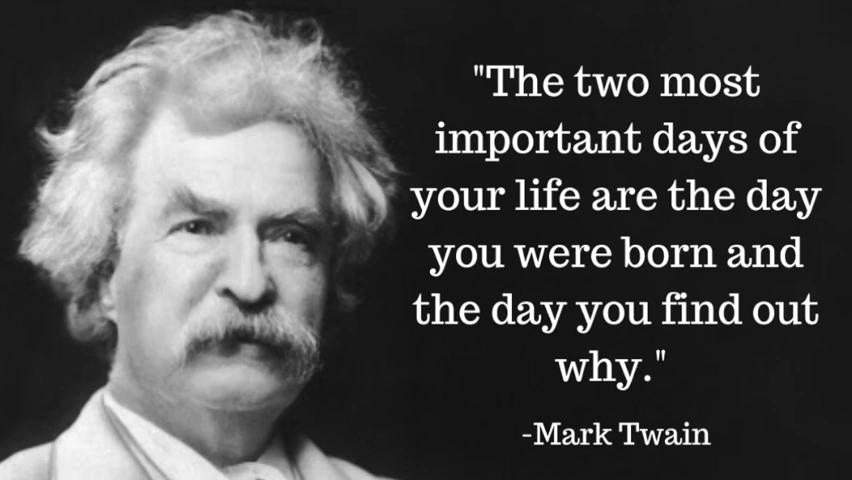 "The two most
important days of
your life are the day
you were born and
the day you find out
why."
-Mark Twain